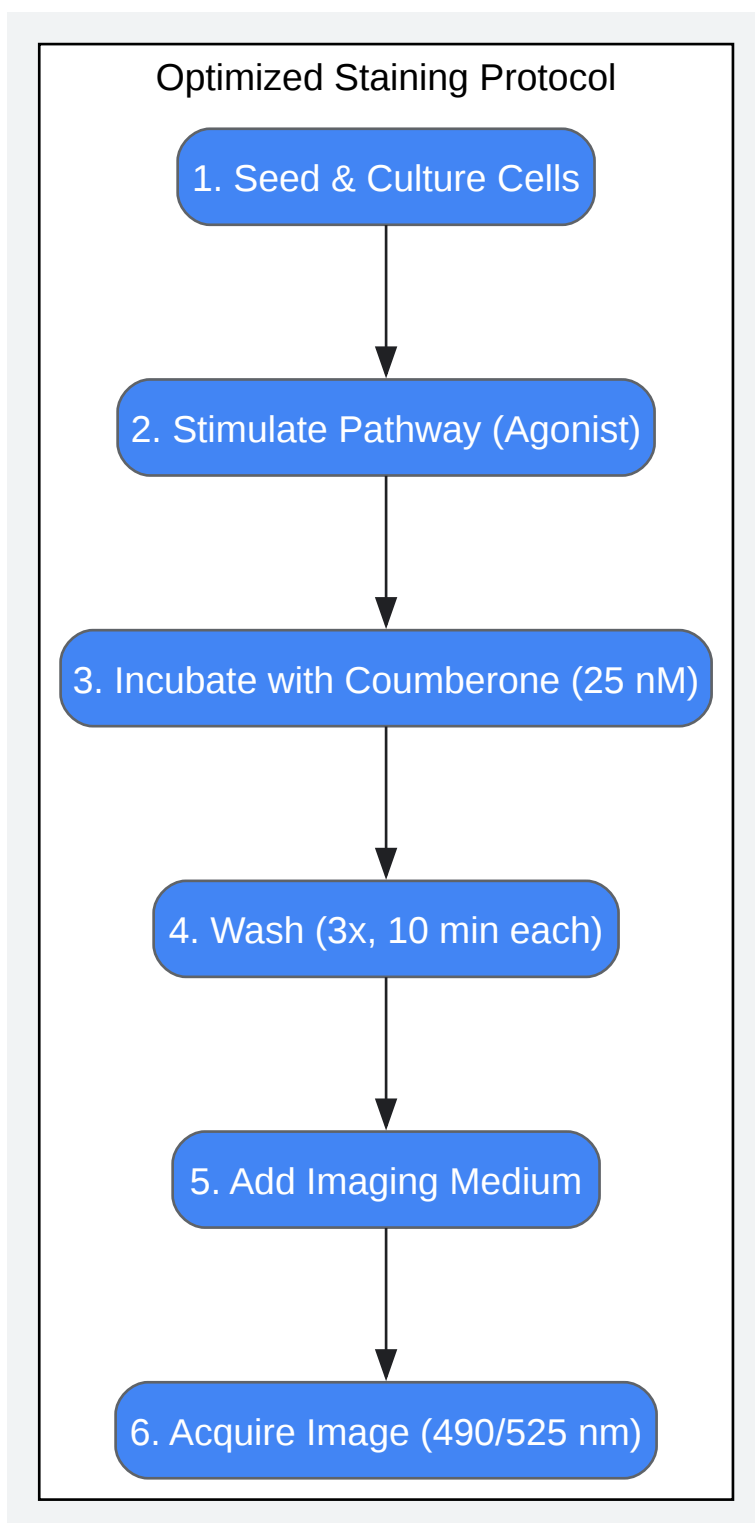 Optimized Staining Protocol
1. Seed & Culture Cells
2. Stimulate Pathway (Agonist)
3. Incubate with Coumberone (25 nM)
4. Wash (3x, 10 min each)
5. Add Imaging Medium
6. Acquire Image (490/525 nm)